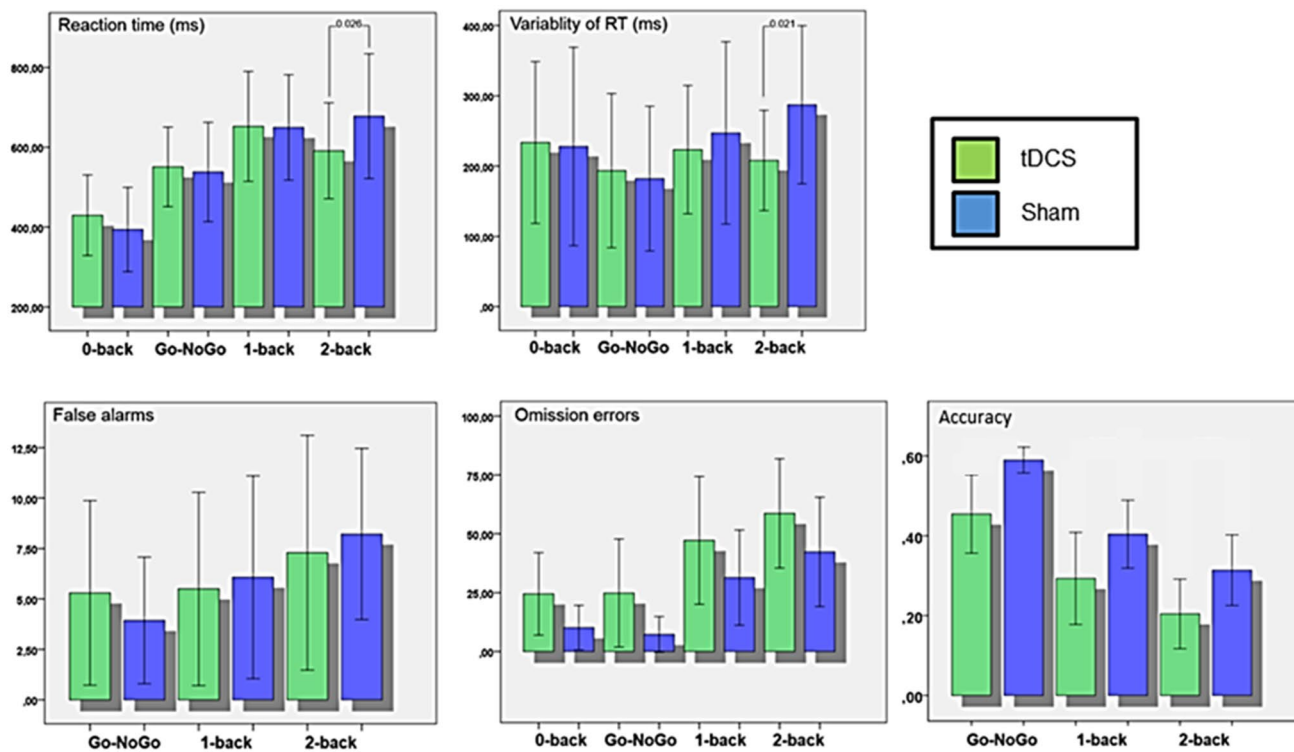 Reaction time (ms)
0.026
800,00
600,00
400,00
200,00
0-back Go-NoGo 1-back 2-back
Variablity of RT (ms)
0.021
400,00
300,00
200,00
100,00
,00
0-back Go-NoGo 1-back 2-back
tDCS
Sham
False alarms
12,50
10,00
7,50
5,00
2,50
,00
Go-NoGo 1-back 2-back
Omission errors
100,00
75,00
50,00
25,00
,00
0-back Go-NoGo 1-back 2-back
Accuracy
,60
,40
,20
,00
Go-NoGO 1-back 2-back